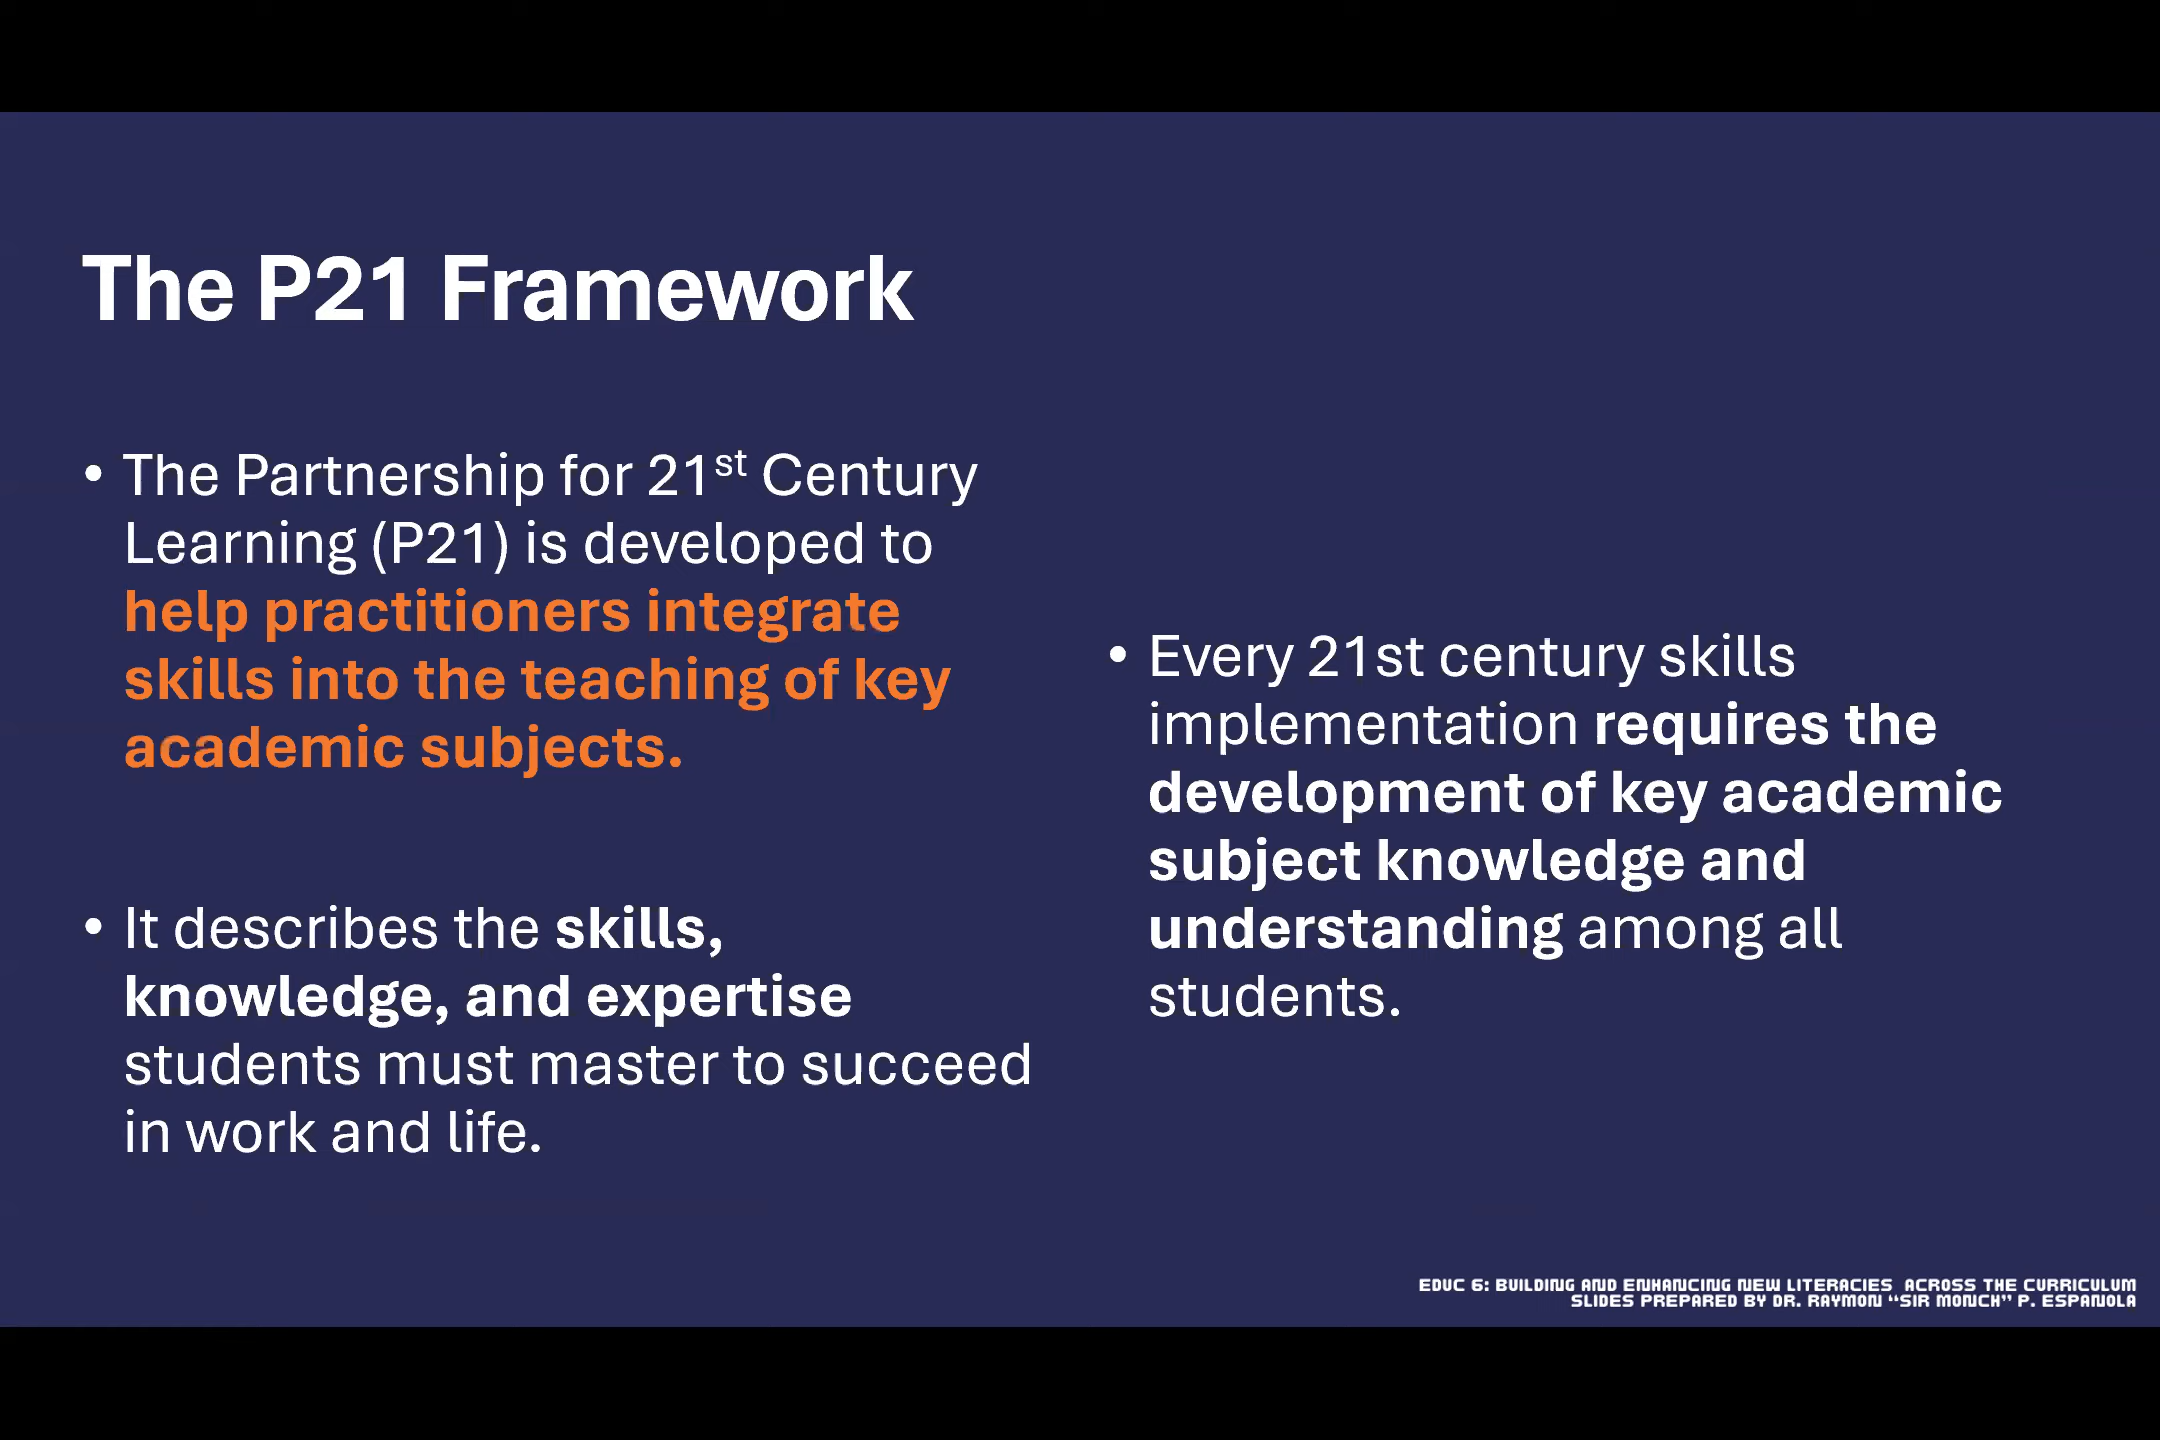 The P21 Framework
• The Partnership for 21st Century
Learning (P21) is developed to
help practitioners integrate
skills into the teaching of key
academic subjects.
• It describes the skills,
knowledge, and expertise
students must master to succeed
in work and life.
• Every 21st century skills
implementation requires the
development of key academic
subject knowledge and
understanding among all
students.
EDUC 6: BUILDING AND ENHANCING NEW LITERACIES ACROSS THE CURRICULUM
SLIDES PREPARED BY DR. RAYMON “SIR MONCH” P. ESPANOLA